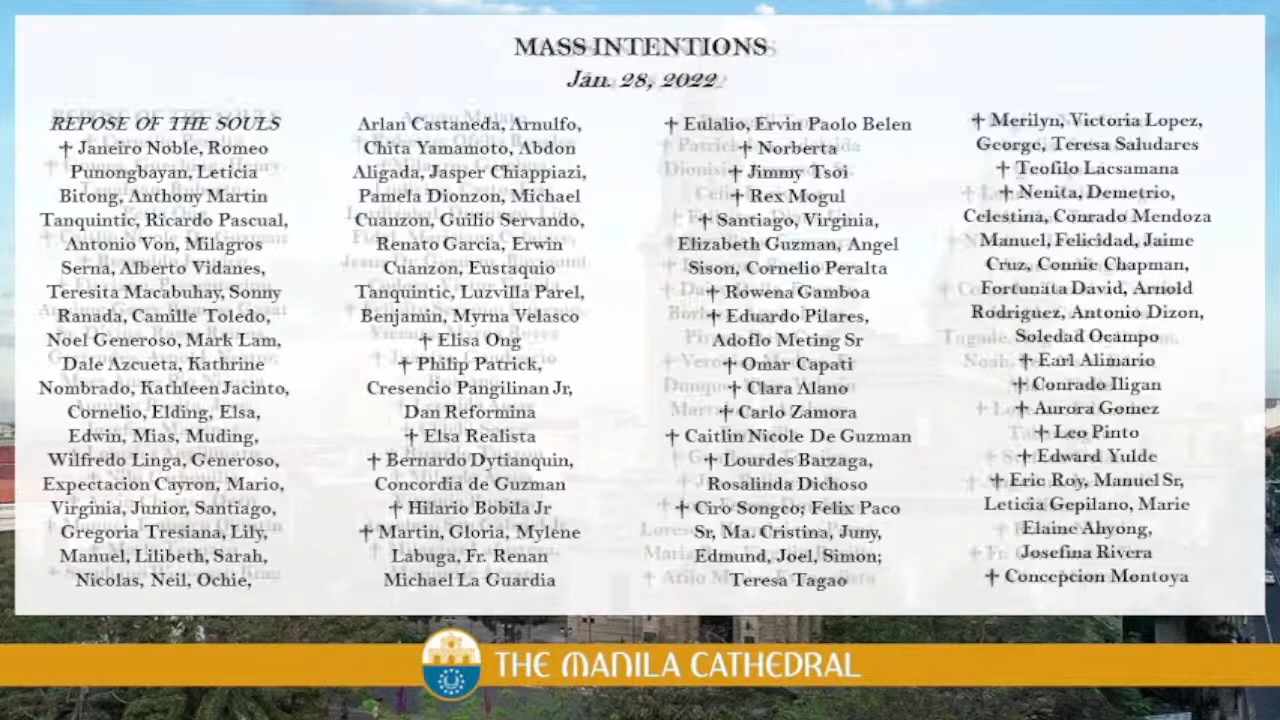 MASS INTENTIONS
Jan. 28, 2022
REPOSE OF THE SOULS
† Janeiro Noble, Romeo
Punongbayan, Leticia
Bitong, Anthony Martin
Tanquintic, Ricardo Pascual,
Antonio Von, Milagros
Serna, Alberto Vidanes,
Teresita Macabuhay, Sonny
Ranada, Camille Toledo,
Noel Generoso, Mark Lam,
Dale Azcueta, Kathrine
Nombrado, Kathleen Jacinto,
Cornelio, Elding, Elsa,
Edwin, Mias, Muding,
Wilfredo Linga, Generoso,
Expectacion Cayron, Mario,
Virginia, Junior, Santiago,
Gregoria Tresiana, Lily,
Manuel, Lilibeth, Sarah,
Nicolas, Neil, Ochie,
Arlan Castaneda, Arnulfo,
Chita Yamamoto, Abdon
Aligada, Jasper Chiappiazi,
Pamela Dionzon, Michael
Cuanzon, Guilio Servando,
Renato Garcia, Erwin
Cuanzon, Eustaquio
Tanquintic, Luzvilla Parel,
Benjamin, Myrna Velasco
† Elisa Ong
† Philip Patrick,
Cresencio Pangilinan Jr,
Dan Reformina
† Elsa Realista
† Bernardo Dytianquin,
Concordia de Guzman
† Hilario Bobila Jr
† Martin, Gloria, Mylene
Labuga, Fr. Renan
Michael La Guardia
† Eulalio, Ervin Paolo Belen
† Norberta
† Jimmy Tsoi
† Rex Mogul
† Santiago, Virginia,
Elizabeth Guzman, Angel
Sison, Cornelio Peralta
† Rowena Gamboa
† Eduardo Pilares,
Adoflo Meting Sr
† Omar Capati
† Clara Alano
† Carlo Zamora
† Caitlin Nicole De Guzman
† Lourdes Barzaga,
Rosalinda Dichoso
† Ciro Songco; Felix Paco
Sr, Ma. Cristina, Juny,
Edmund, Joel, Simon;
Teresa Tagao
† Merilyn, Victoria Lopez,
George, Teresa Saludares
† Teofilo Lacsamana
† Nenita, Demetrio,
Celestina, Conrado Mendoza
Manuel, Felicidad, Jaime
Cruz, Connie Chapman,
Fortunata David, Arnold
Rodriguez, Antonio Dizon,
Soledad Ocampo
† Earl Alimario
† Conrado Iligan
† Aurora Gomez
† Leo Pinto
† Edward Yulde
† Eric Roy, Manuel Sr,
Leticia Gepilano, Marie
Elaine Ahyong,
Josefina Rivera
† Concepcion Montoya
THE MANILA CATHEDRAL